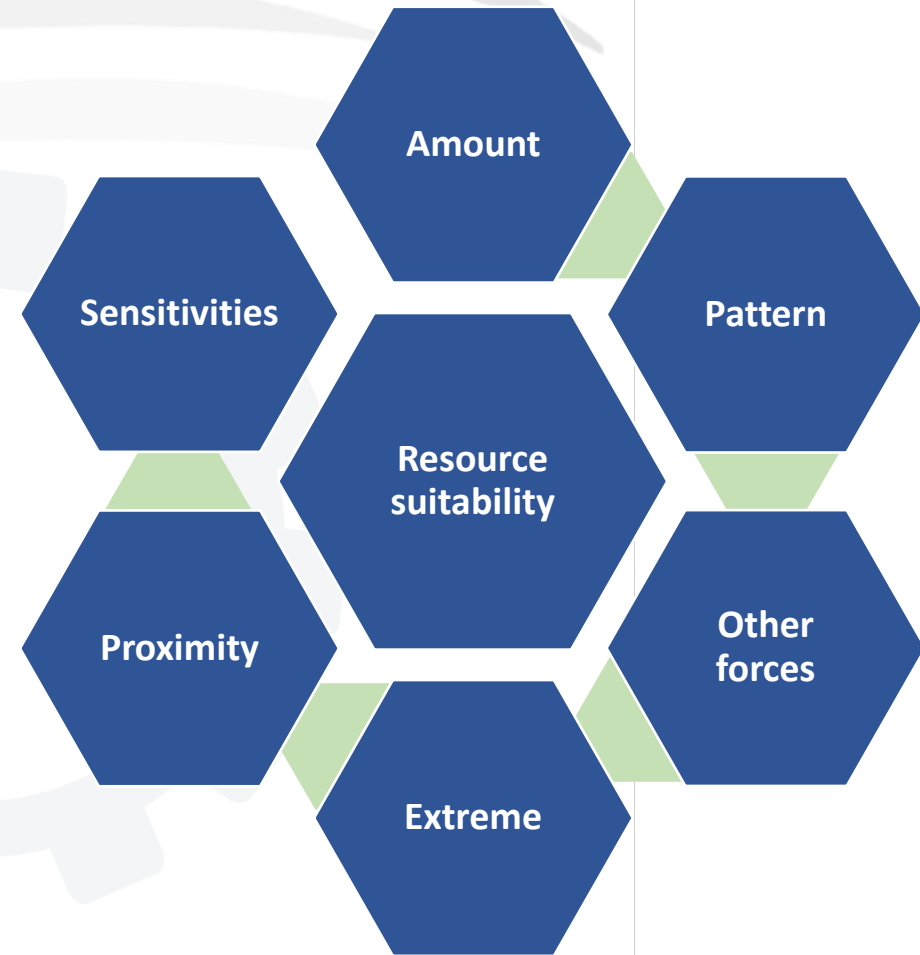 Amount
Sensitivities
Pattern
Resource
suitability
Proximity
Other
forces
Extreme